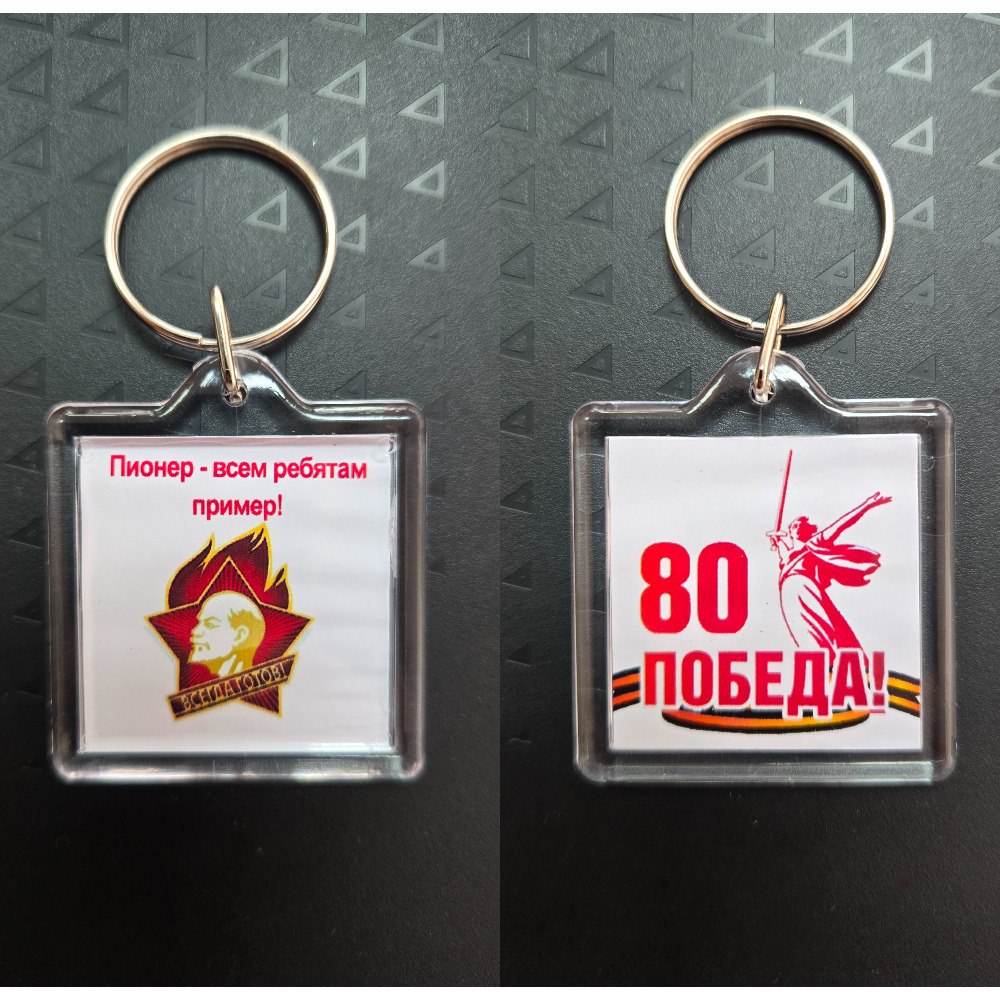 Пионер - всем ребятам
пример!
ВСЕГДА ГОТОВ!
80
ПОБЕДА!